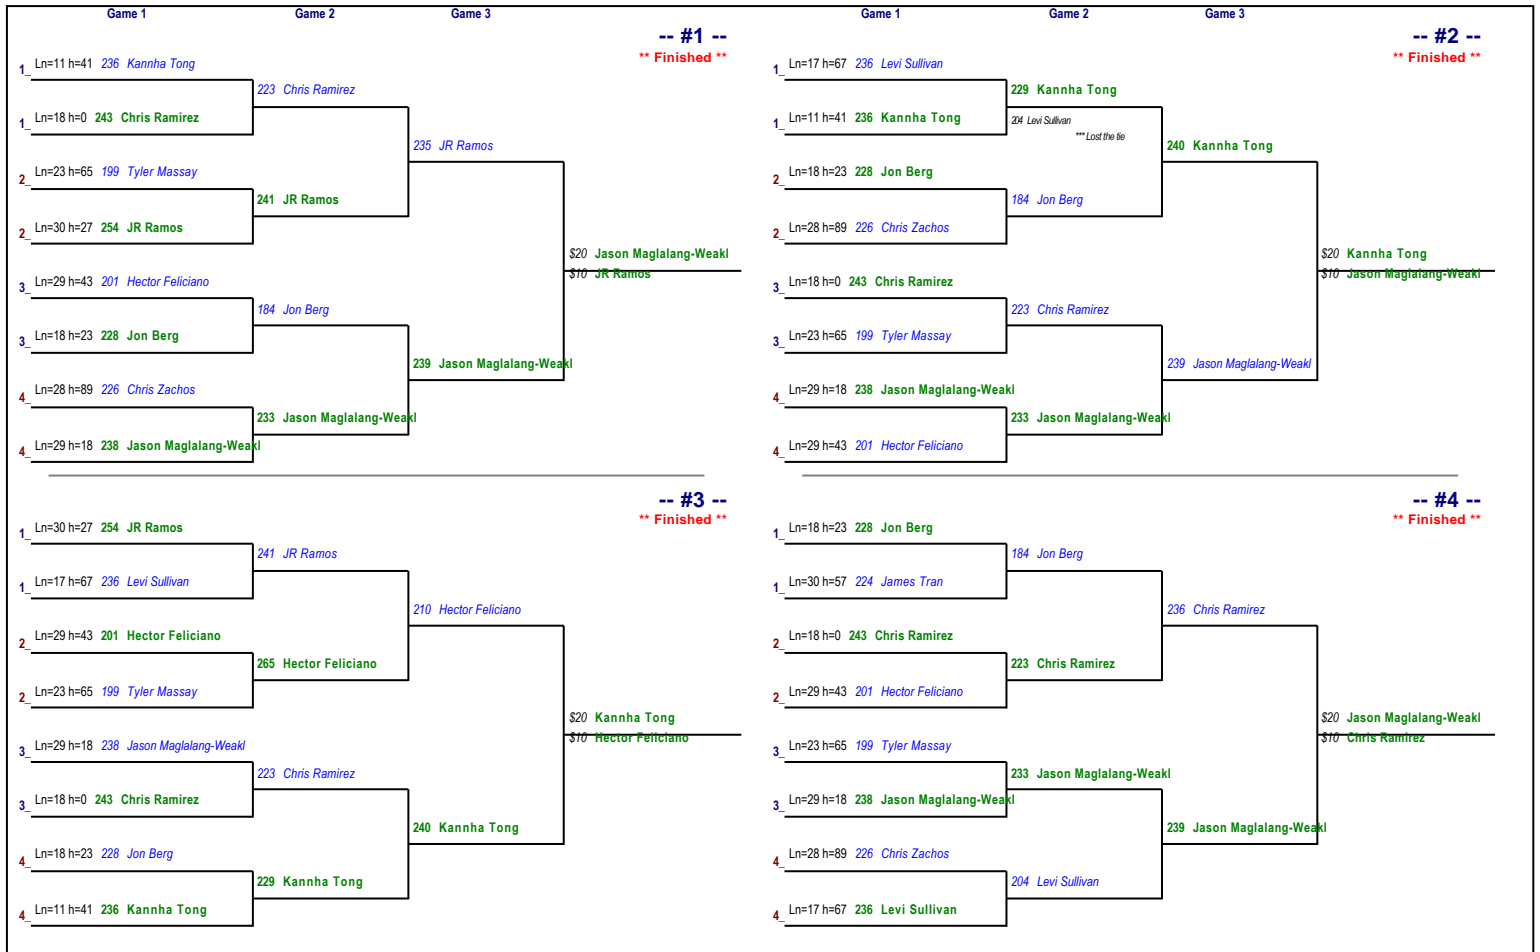 Game 1 Game 2 Game 3 Game 1 Game 2 Game 3
-- #1 --
** Finished **
1_ Ln=11 h=41 236 Kannha Tong
223 Chris Ramirez
1_ Ln=18 h=0 243 Chris Ramirez
235 JR Ramos
2_ Ln=23 h=65 199 Tyler Massay
241 JR Ramos
2_ Ln=30 h=27 254 JR Ramos
$20 Jason Maglalang-Weakl
$10 JR Ramos
3_ Ln=29 h=43 201 Hector Feliciano
184 Jon Berg
3_ Ln=18 h=23 228 Jon Berg
239 Jason Maglalang-Weakl
4_ Ln=28 h=89 226 Chris Zachos
233 Jason Maglalang-Weakl
4_ Ln=29 h=18 238 Jason Maglalang-Weakl
-- #2 --
** Finished **
1_ Ln=17 h=67 236 Levi Sullivan
229 Kannha Tong
1_ Ln=11 h=41 236 Kannha Tong
204 Levi Sullivan
*** Lost the tie
240 Kannha Tong
2_ Ln=18 h=23 228 Jon Berg
184 Jon Berg
2_ Ln=28 h=89 226 Chris Zachos
$20 Kannha Tong
$10 Jason Maglalang-Weakl
3_ Ln=18 h=0 243 Chris Ramirez
223 Chris Ramirez
3_ Ln=23 h=65 199 Tyler Massay
239 Jason Maglalang-Weakl
4_ Ln=29 h=18 238 Jason Maglalang-Weakl
233 Jason Maglalang-Weakl
4_ Ln=29 h=43 201 Hector Feliciano
-- #3 --
** Finished **
1_ Ln=30 h=27 254 JR Ramos
241 JR Ramos
1_ Ln=17 h=67 236 Levi Sullivan
210 Hector Feliciano
2_ Ln=29 h=43 201 Hector Feliciano
265 Hector Feliciano
2_ Ln=23 h=65 199 Tyler Massay
$20 Kannha Tong
$10 Hector Feliciano
3_ Ln=29 h=18 238 Jason Maglalang-Weakl
223 Chris Ramirez
3_ Ln=18 h=0 243 Chris Ramirez
240 Kannha Tong
4_ Ln=18 h=23 228 Jon Berg
229 Kannha Tong
4_ Ln=11 h=41 236 Kannha Tong
-- #4 --
** Finished **
1_ Ln=18 h=23 228 Jon Berg
184 Jon Berg
1_ Ln=30 h=57 224 James Tran
236 Chris Ramirez
2_ Ln=18 h=0 243 Chris Ramirez
223 Chris Ramirez
2_ Ln=29 h=43 201 Hector Feliciano
$20 Jason Maglalang-Weakl
$10 Chris Ramirez
3_ Ln=23 h=65 199 Tyler Massay
233 Jason Maglalang-Weakl
3_ Ln=29 h=18 238 Jason Maglalang-Weakl
239 Jason Maglalang-Weakl
4_ Ln=28 h=89 226 Chris Zachos
204 Levi Sullivan
4_ Ln=17 h=67 236 Levi Sullivan